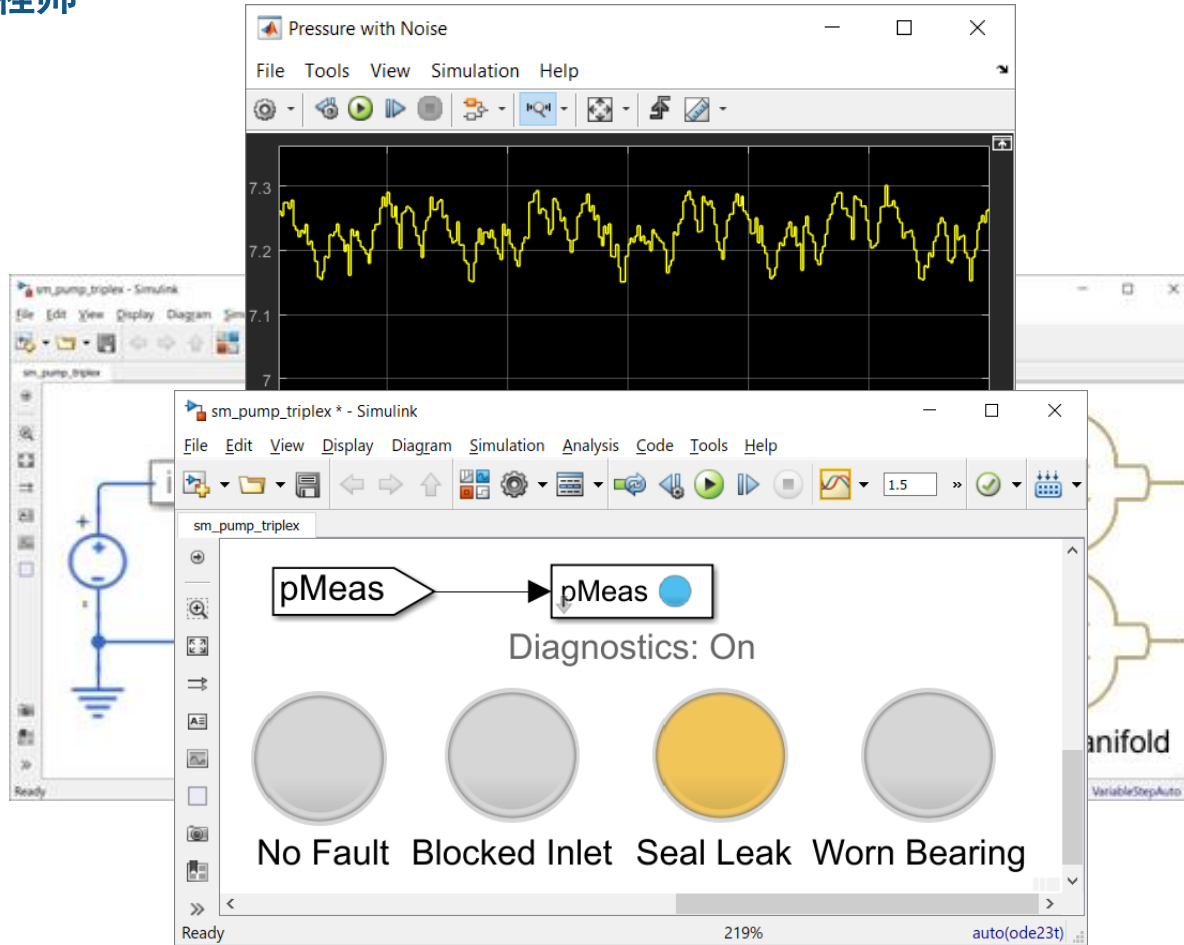 程师
Pressure with Noise
File Tools View Simulation Help
7.3
7.2
7.1
7
sm_pump_triplex - Simulink
File Edit View Display Diagram
sm_pump_triplex
Ready
sm_pump_triplex * - Simulink
File Edit View Display Diagram Simulation Analysis Code Tools Help
1.5
»
sm_pump_triplex
pMeas
pMeas
Diagnostics: On
No Fault Blocked Inlet Seal Leak Worn Bearing
Ready 219% auto(ode23t)
anifold
VariableStepAuto